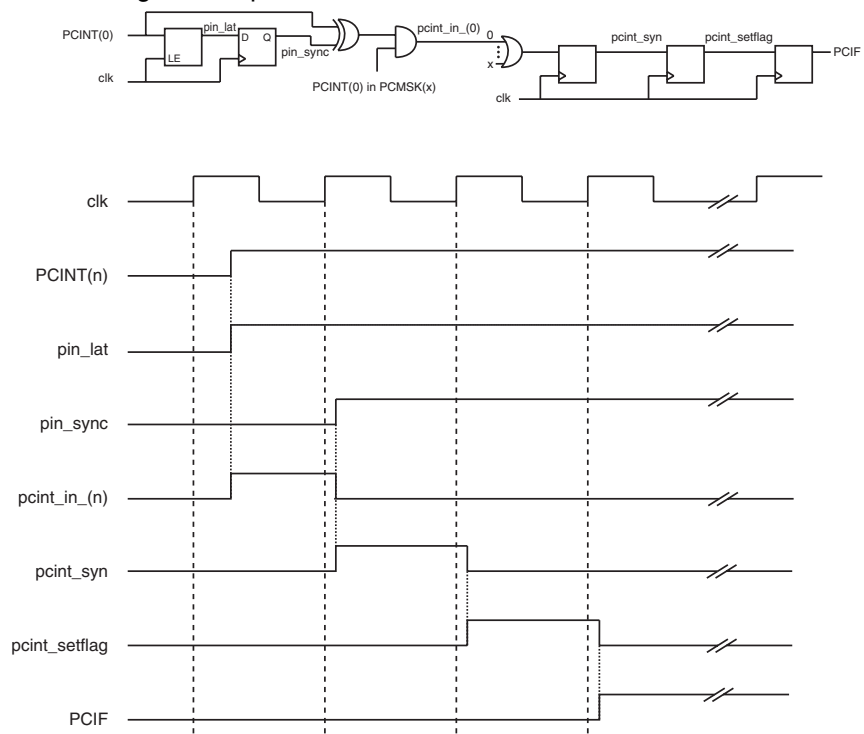 PCINT(0)
pin_lat
D Q
LE
pin_sync
clk
PCINT(0) in PCMSK(x)
pcint_in_(0)
0
x
clk
pcint_syn
pcint_setflag
PCIF
clk
PCINT(n)
pin_lat
pin_sync
pcint_in_(n)
pcint_syn
pcint_setflag
PCIF